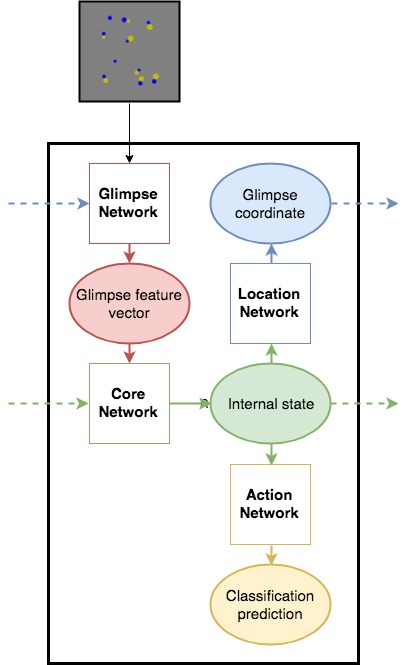 Glimpse
Network
Glimpse
coordinate
Glimpse feature
vector
Location
Network
Core
Network
Internal state
Action
Network
Classification
prediction